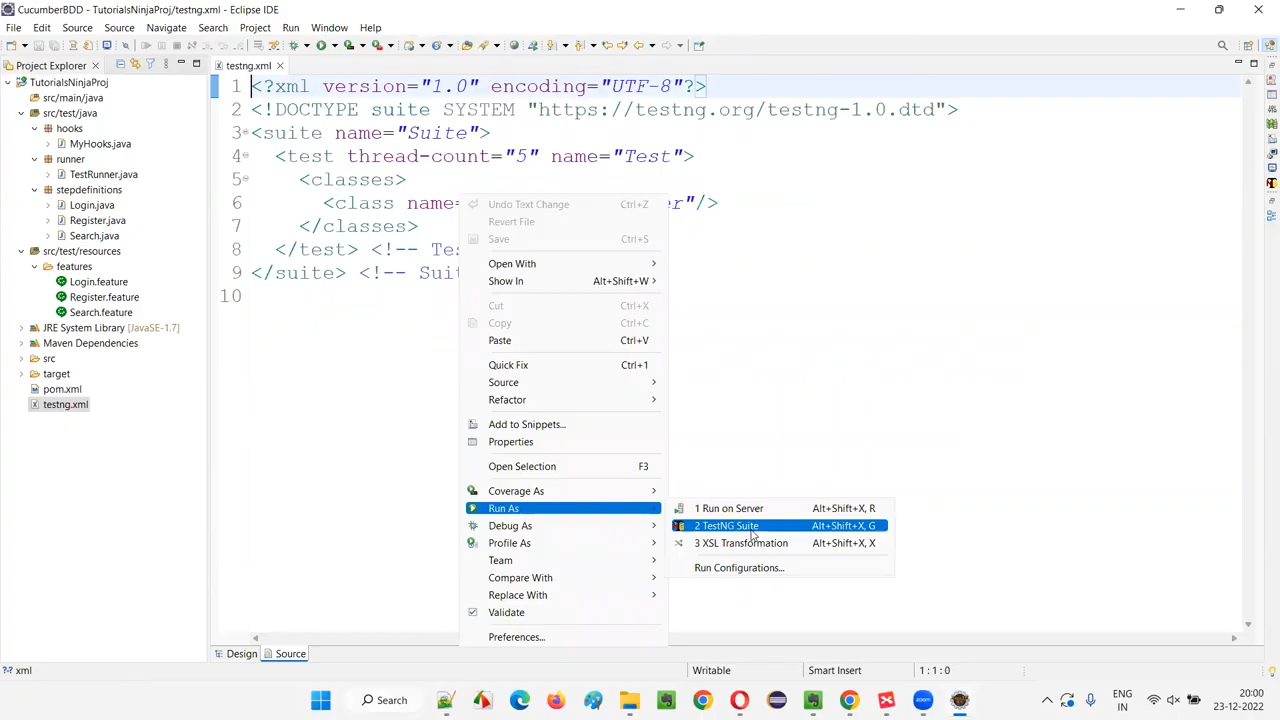 CucumberBDD - TutorialsNinjaProj/testng.xml - Eclipse IDE
File Edit Source Source Navigate Search Project Run Window Help
Project Explorer
testng.xml
TutorialsNinjaProj
src/main/java
src/test/java
hooks
MyHooks.java
runner
TestRunner.java
stepdefinitions
Login.java
Register.java
Search.java
src/test/resources
features
Login.feature
Register.feature
Search.feature
JRE System Library [JavaSE-1.7]
Maven Dependencies
src
target
pom.xml
testng.xml
1 <?xml version="1.0" encoding="UTF-8"?>
2 <!DOCTYPE suite SYSTEM "https://testng.org/testng-1.0.dtd">
3 <suite name="Suite">
4 <test thread-count="5" name="Test">
5 <classes>
6 <class name= er"/>
7 </classes>
8 </test> <!-- Te
9 </suite> <!-- Sui
10
Undo Text Change Ctrl+Z
Revert File
Save Ctrl+S
Open With
Show In Alt+Shift+W
Cut Ctrl+X
Copy Ctrl+C
Paste Ctrl+V
Quick Fix Ctrl+1
Source
Refactor
Add to Snippets...
Properties
Open Selection F3
Coverage As
Run As
Debug As
Profile As
Team
Compare With
Replace With
Validate
Preferences...
1 Run on Server Alt+Shift+X, R
2 TestNG Suite Alt+Shift+X, G
3 XSL Transformation Alt+Shift+X, X
Run Configurations...
Design Source
xml
Writable Smart Insert 1 : 1 : 0
Search
zoom
ENG
IN
20:00
23-12-2022